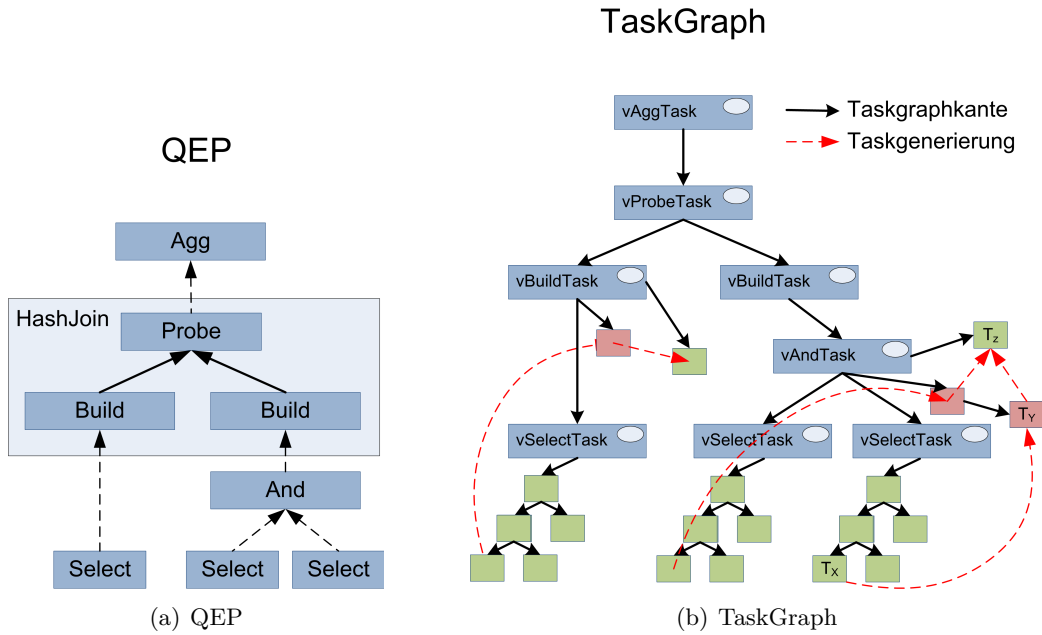 TaskGraph
QEP
Agg
HashJoin
Probe
Build
Build
And
Select
Select
Select
(a) QEP
vAggTask
Taskgraphkante
Taskgenerierung
vProbeTask
vBuildTask
vBuildTask
Tz
vAndTask
TY
vSelectTask
vSelectTask
vSelectTask
TX
(b) TaskGraph